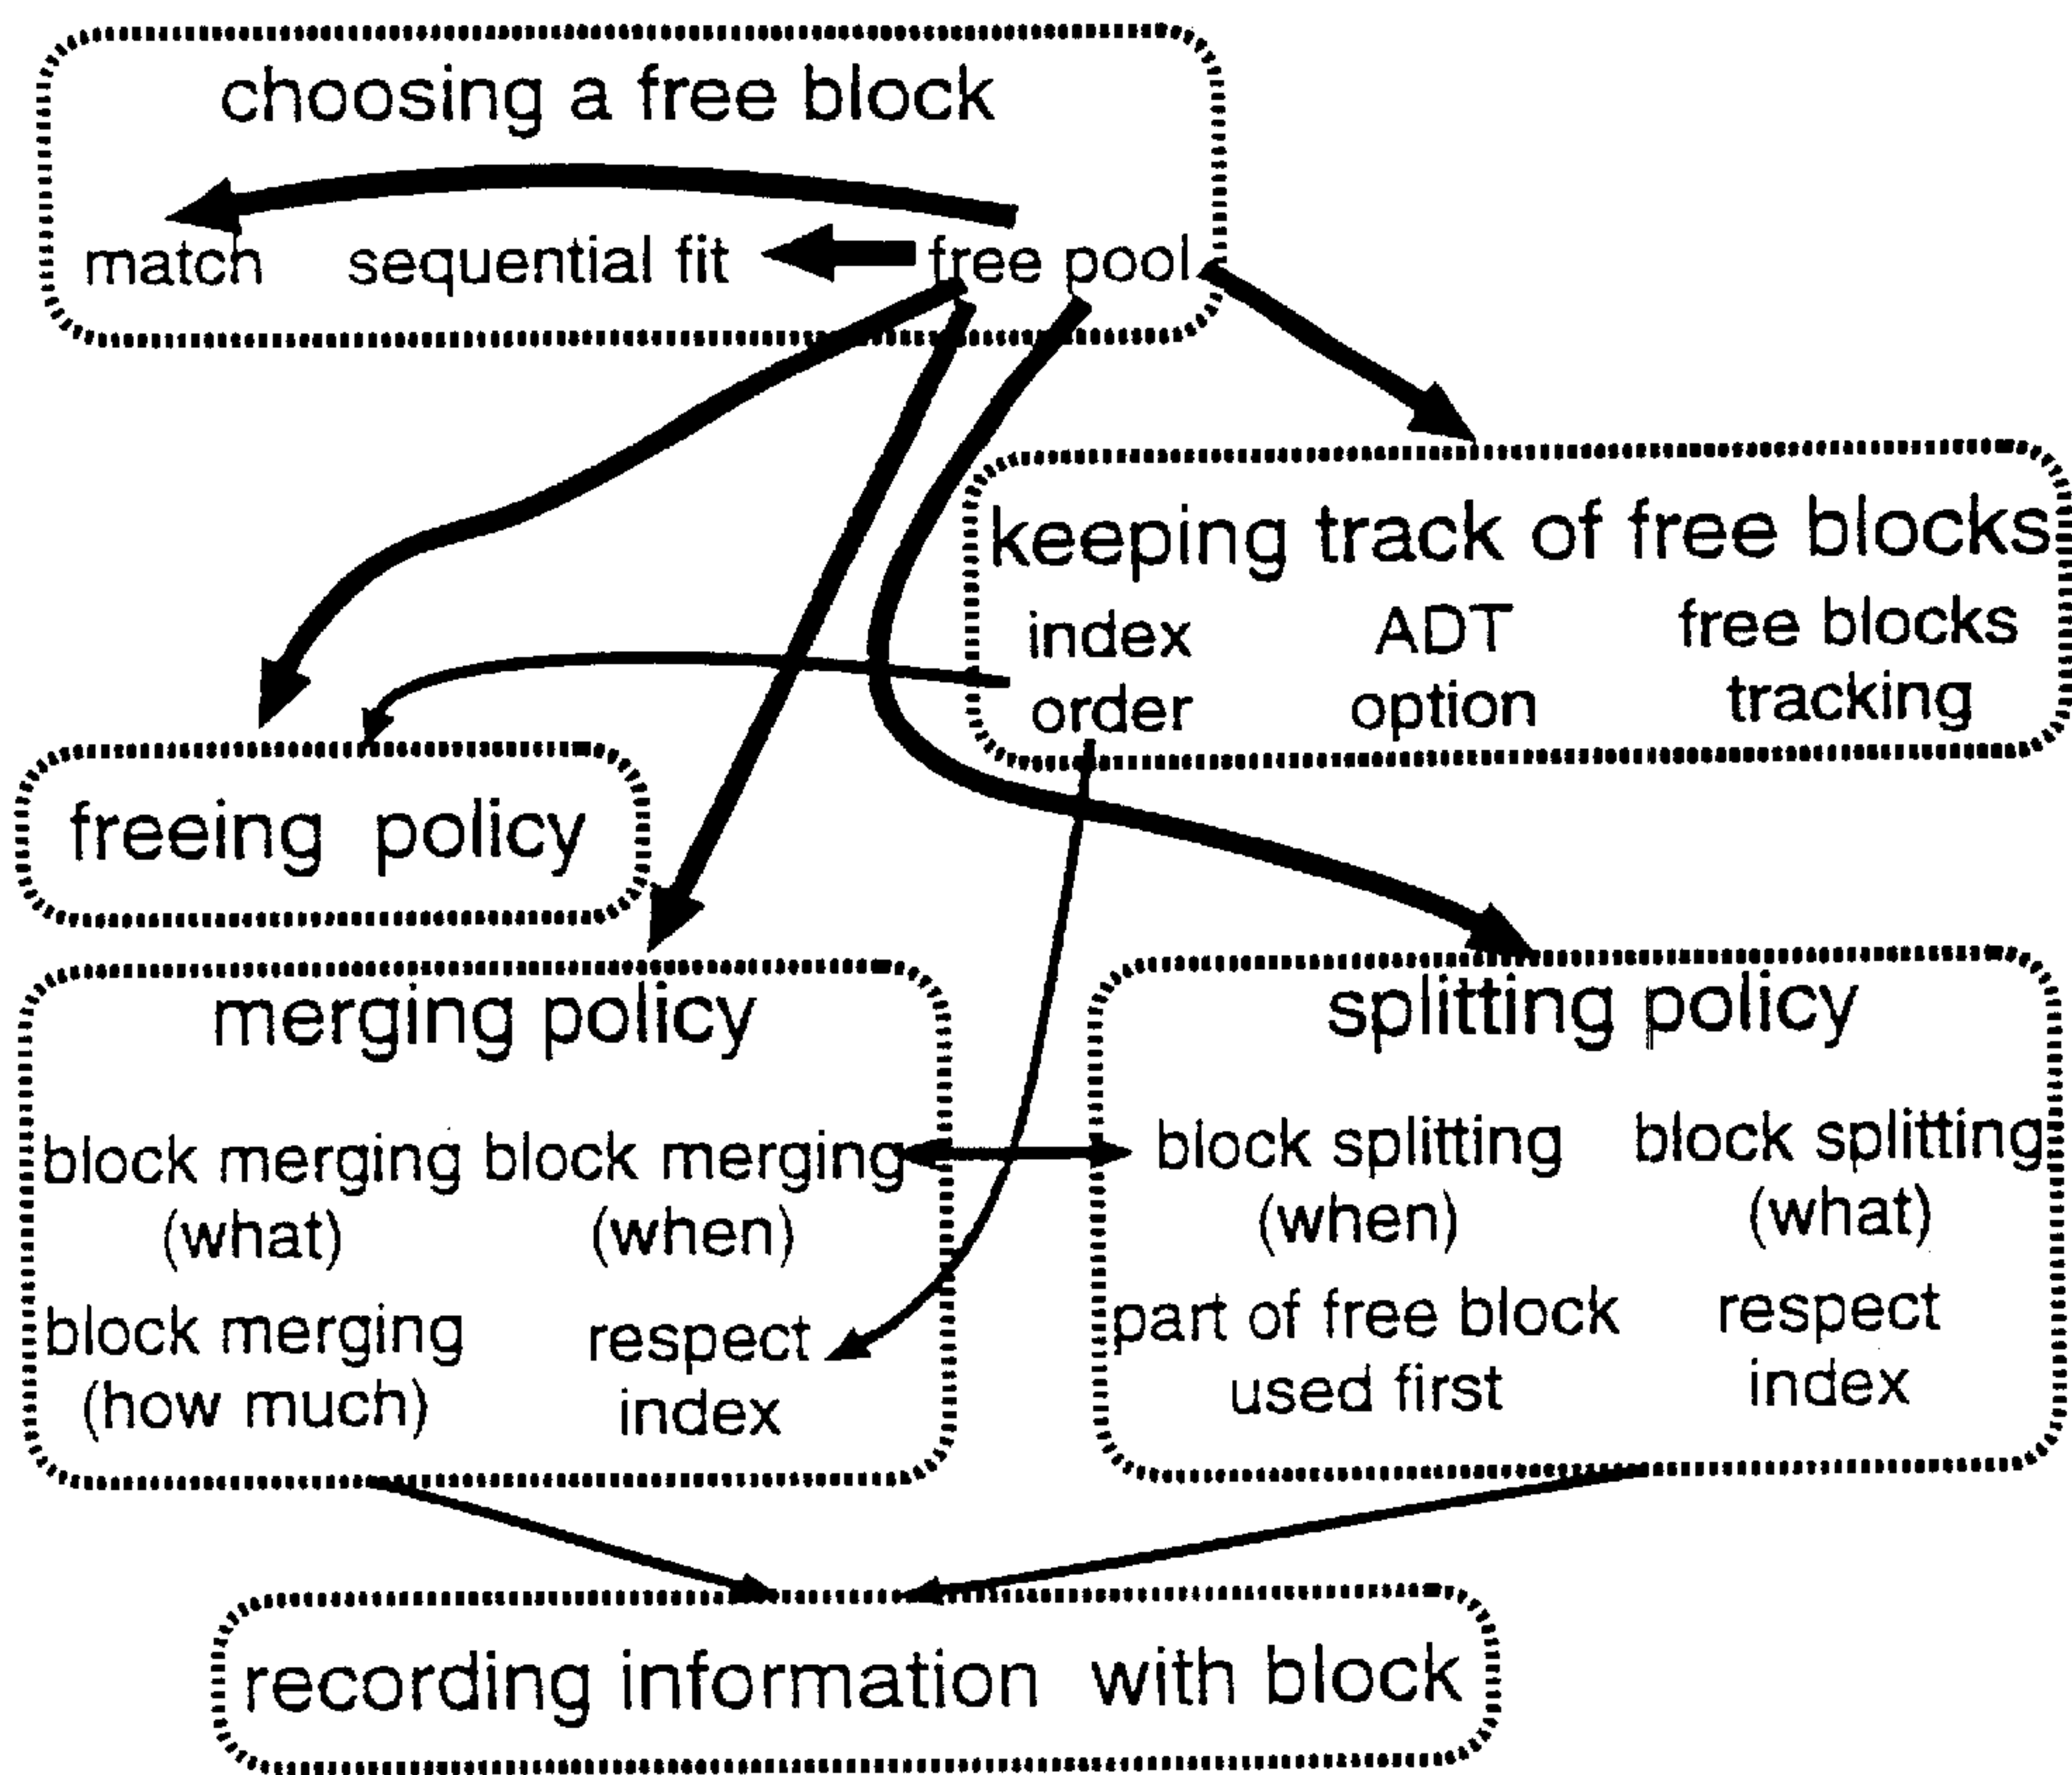 choosing a free block
match sequential fit free pool
keeping track of free blocks
index ADT free blocks
order option tracking
freeing policy
merging policy
block merging block merging
(what) (when)
block merging respect
(how much) index
splitting policy
block splitting block splitting
(when) (what)
part of free block respect
used first index
recording information with block